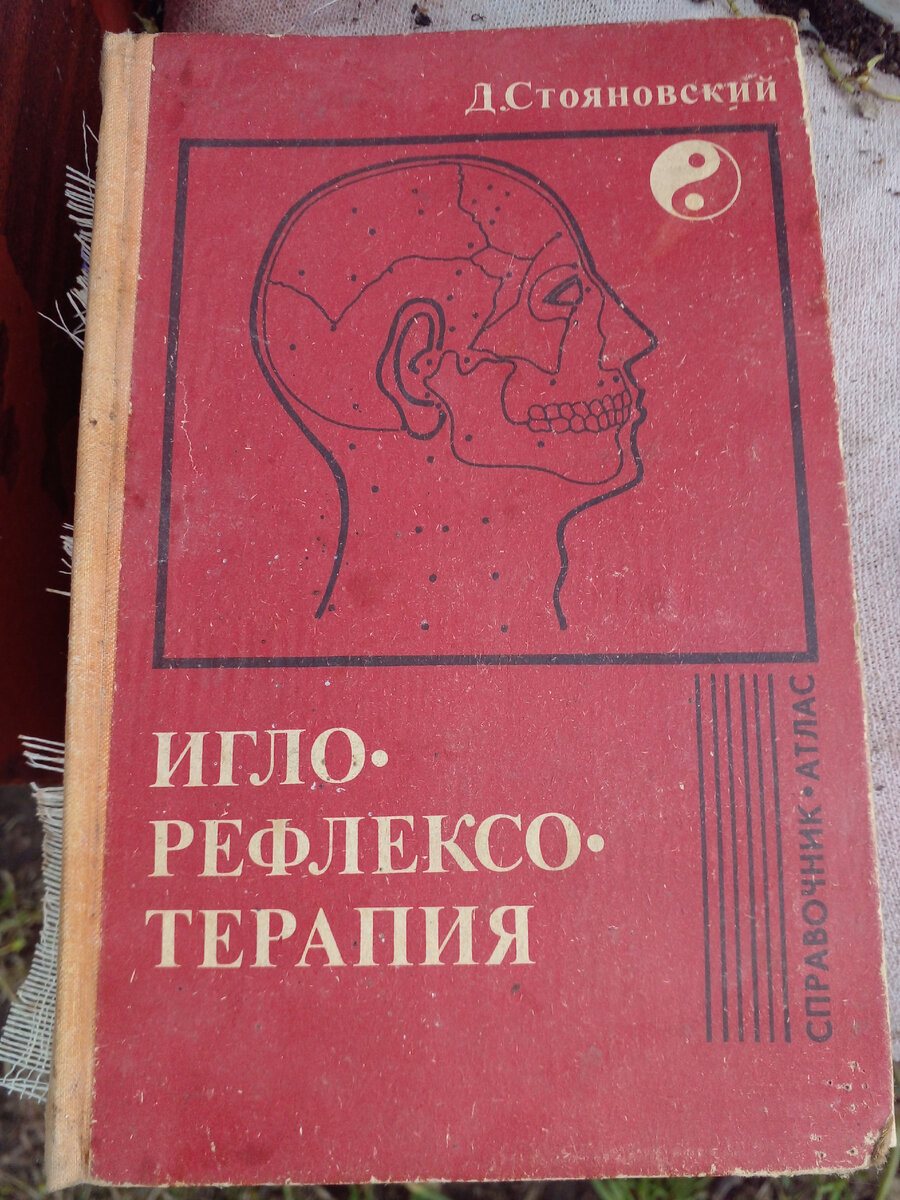 Д.Стояновский
ИГЛО•
РЕФЛЕКСО•
ТЕРАПИЯ
СПРАВОЧНИК•АТЛАС